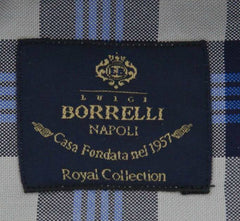 LUIGI
BORRELLI
NAPOLI
Casa Fondata nel 1957
Royal Collection